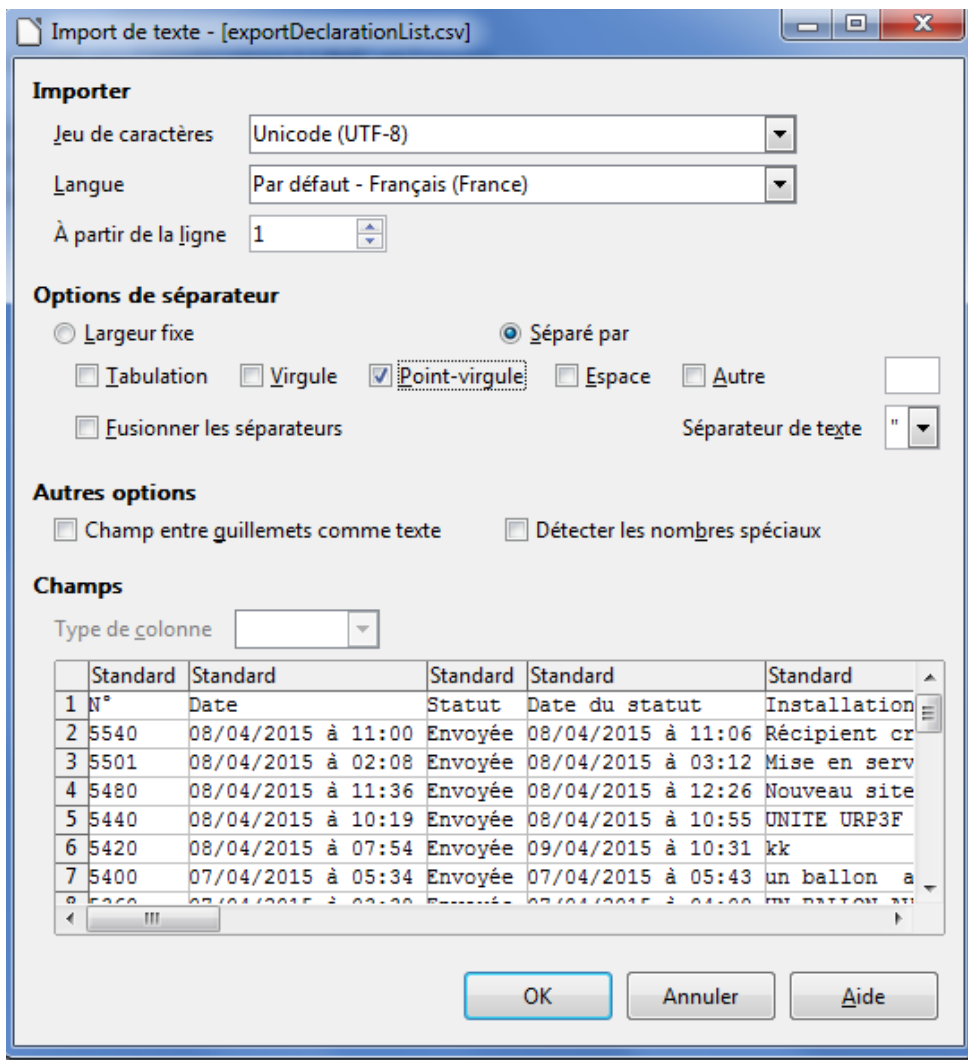 Import de texte - [exportDeclarationList.csv]
Importer
Jeu de caractères Unicode (UTF-8)
Langue Par défaut - Français (France)
À partir de la ligne 1
Options de séparateur
Largeur fixe Séparé par
Tabulation Virgule Point-virgule Espace Autre
Fusionner les séparateurs Séparateur de texte "
Autres options
Champ entre guillemets comme texte Détecter les nombres spéciaux
Champs
Type de colonne
Standard Standard Standard Standard Standard
1 N° Date Statut Date du statut Installation
2 5540 08/04/2015 à 11:00 Envoyée 08/04/2015 à 11:06 Récipient cr
3 5501 08/04/2015 à 02:08 Envoyée 08/04/2015 à 03:12 Mise en serv
4 5480 08/04/2015 à 11:36 Envoyée 08/04/2015 à 12:26 Nouveau site
5 5440 08/04/2015 à 10:19 Envoyée 08/04/2015 à 10:55 UNITE URP3F
6 5420 08/04/2015 à 07:54 Envoyée 09/04/2015 à 10:31 kk
7 5400 07/04/2015 à 05:34 Envoyée 07/04/2015 à 05:43 un ballon a
OK Annuler Aide